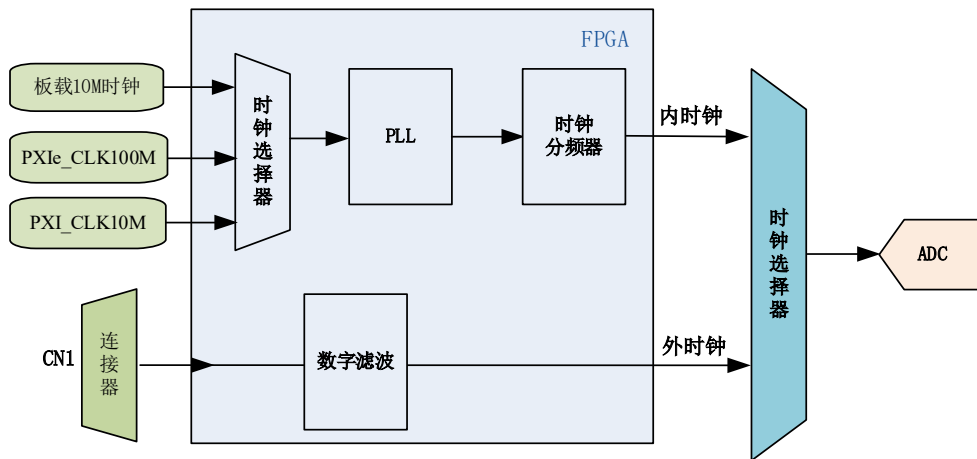 FPGA
板载10M时钟
PXIe_CLK100M
PXI_CLK10M
时钟选择器
PLL
时钟
分频器
内时钟
时钟选择器
ADC
CN1
连接器
数字滤波
外时钟